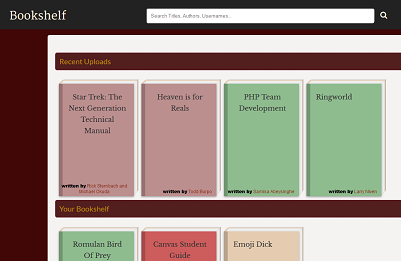 Bookshelf
Search Titles, Authors, Usernames...
Recent Uploads
Star Trek: The
Next Generation
Technical
Manual
written by Rick Sternbach and
Michael Okuda
Heaven is for
Reals
written by Todd Burpo
PHP Team
Development
written by Samisa Abeysinghe
Ringworld
written by Larry Niven
Your Bookshelf
Romulan Bird
Of Prey
Canvas Student
Guide
Emoji Dick